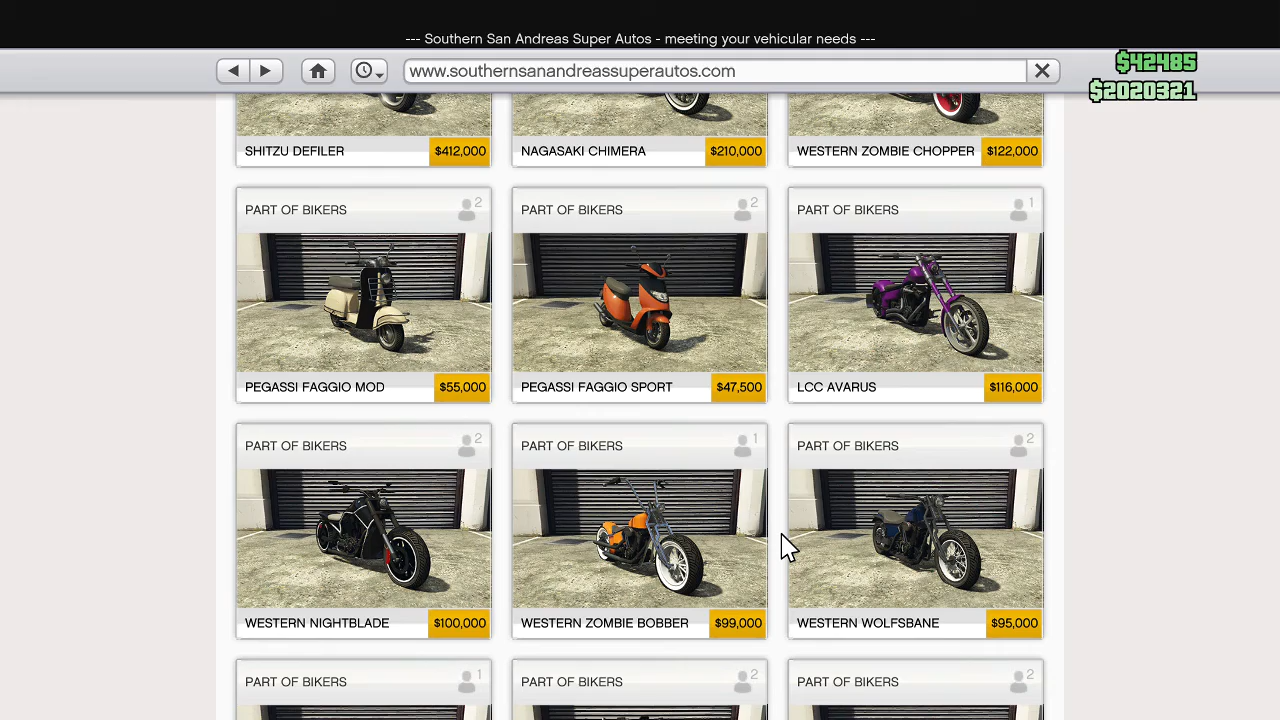 --- Southern San Andreas Super Autos - meeting your vehicular needs ---
www.southernsanandreassuperautos.com
$42485
$2020321
SHITZU DEFILER $412,000
NAGASAKI CHIMERA $210,000
WESTERN ZOMBIE CHOPPER $122,000
PART OF BIKERS 2
PART OF BIKERS 2
PART OF BIKERS 1
PEGASSI FAGGIO MOD $55,000
PEGASSI FAGGIO SPORT $47,500
LCC AVARUS $116,000
PART OF BIKERS 2
PART OF BIKERS 1
PART OF BIKERS 2
WESTERN NIGHTBLADE $100,000
WESTERN ZOMBIE BOBBER $99,000
WESTERN WOLFSBANE $95,000
PART OF BIKERS 1
PART OF BIKERS 2
PART OF BIKERS 2